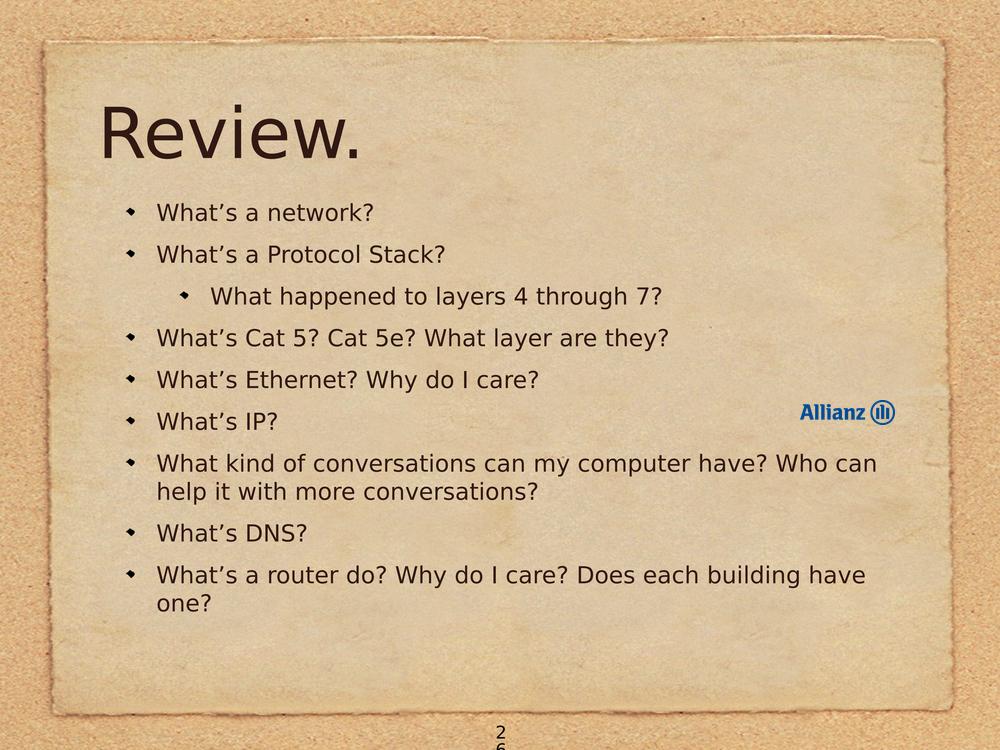 Review.
What’s a network?
What’s a Protocol Stack?
What happened to layers 4 through 7?
What’s Cat 5? Cat 5e? What layer are they?
What’s Ethernet? Why do I care?
Allianz
What’s IP?
What kind of conversations can my computer have? Who can
help it with more conversations?
What’s DNS?
What’s a router do? Why do I care? Does each building have
one?
2
6